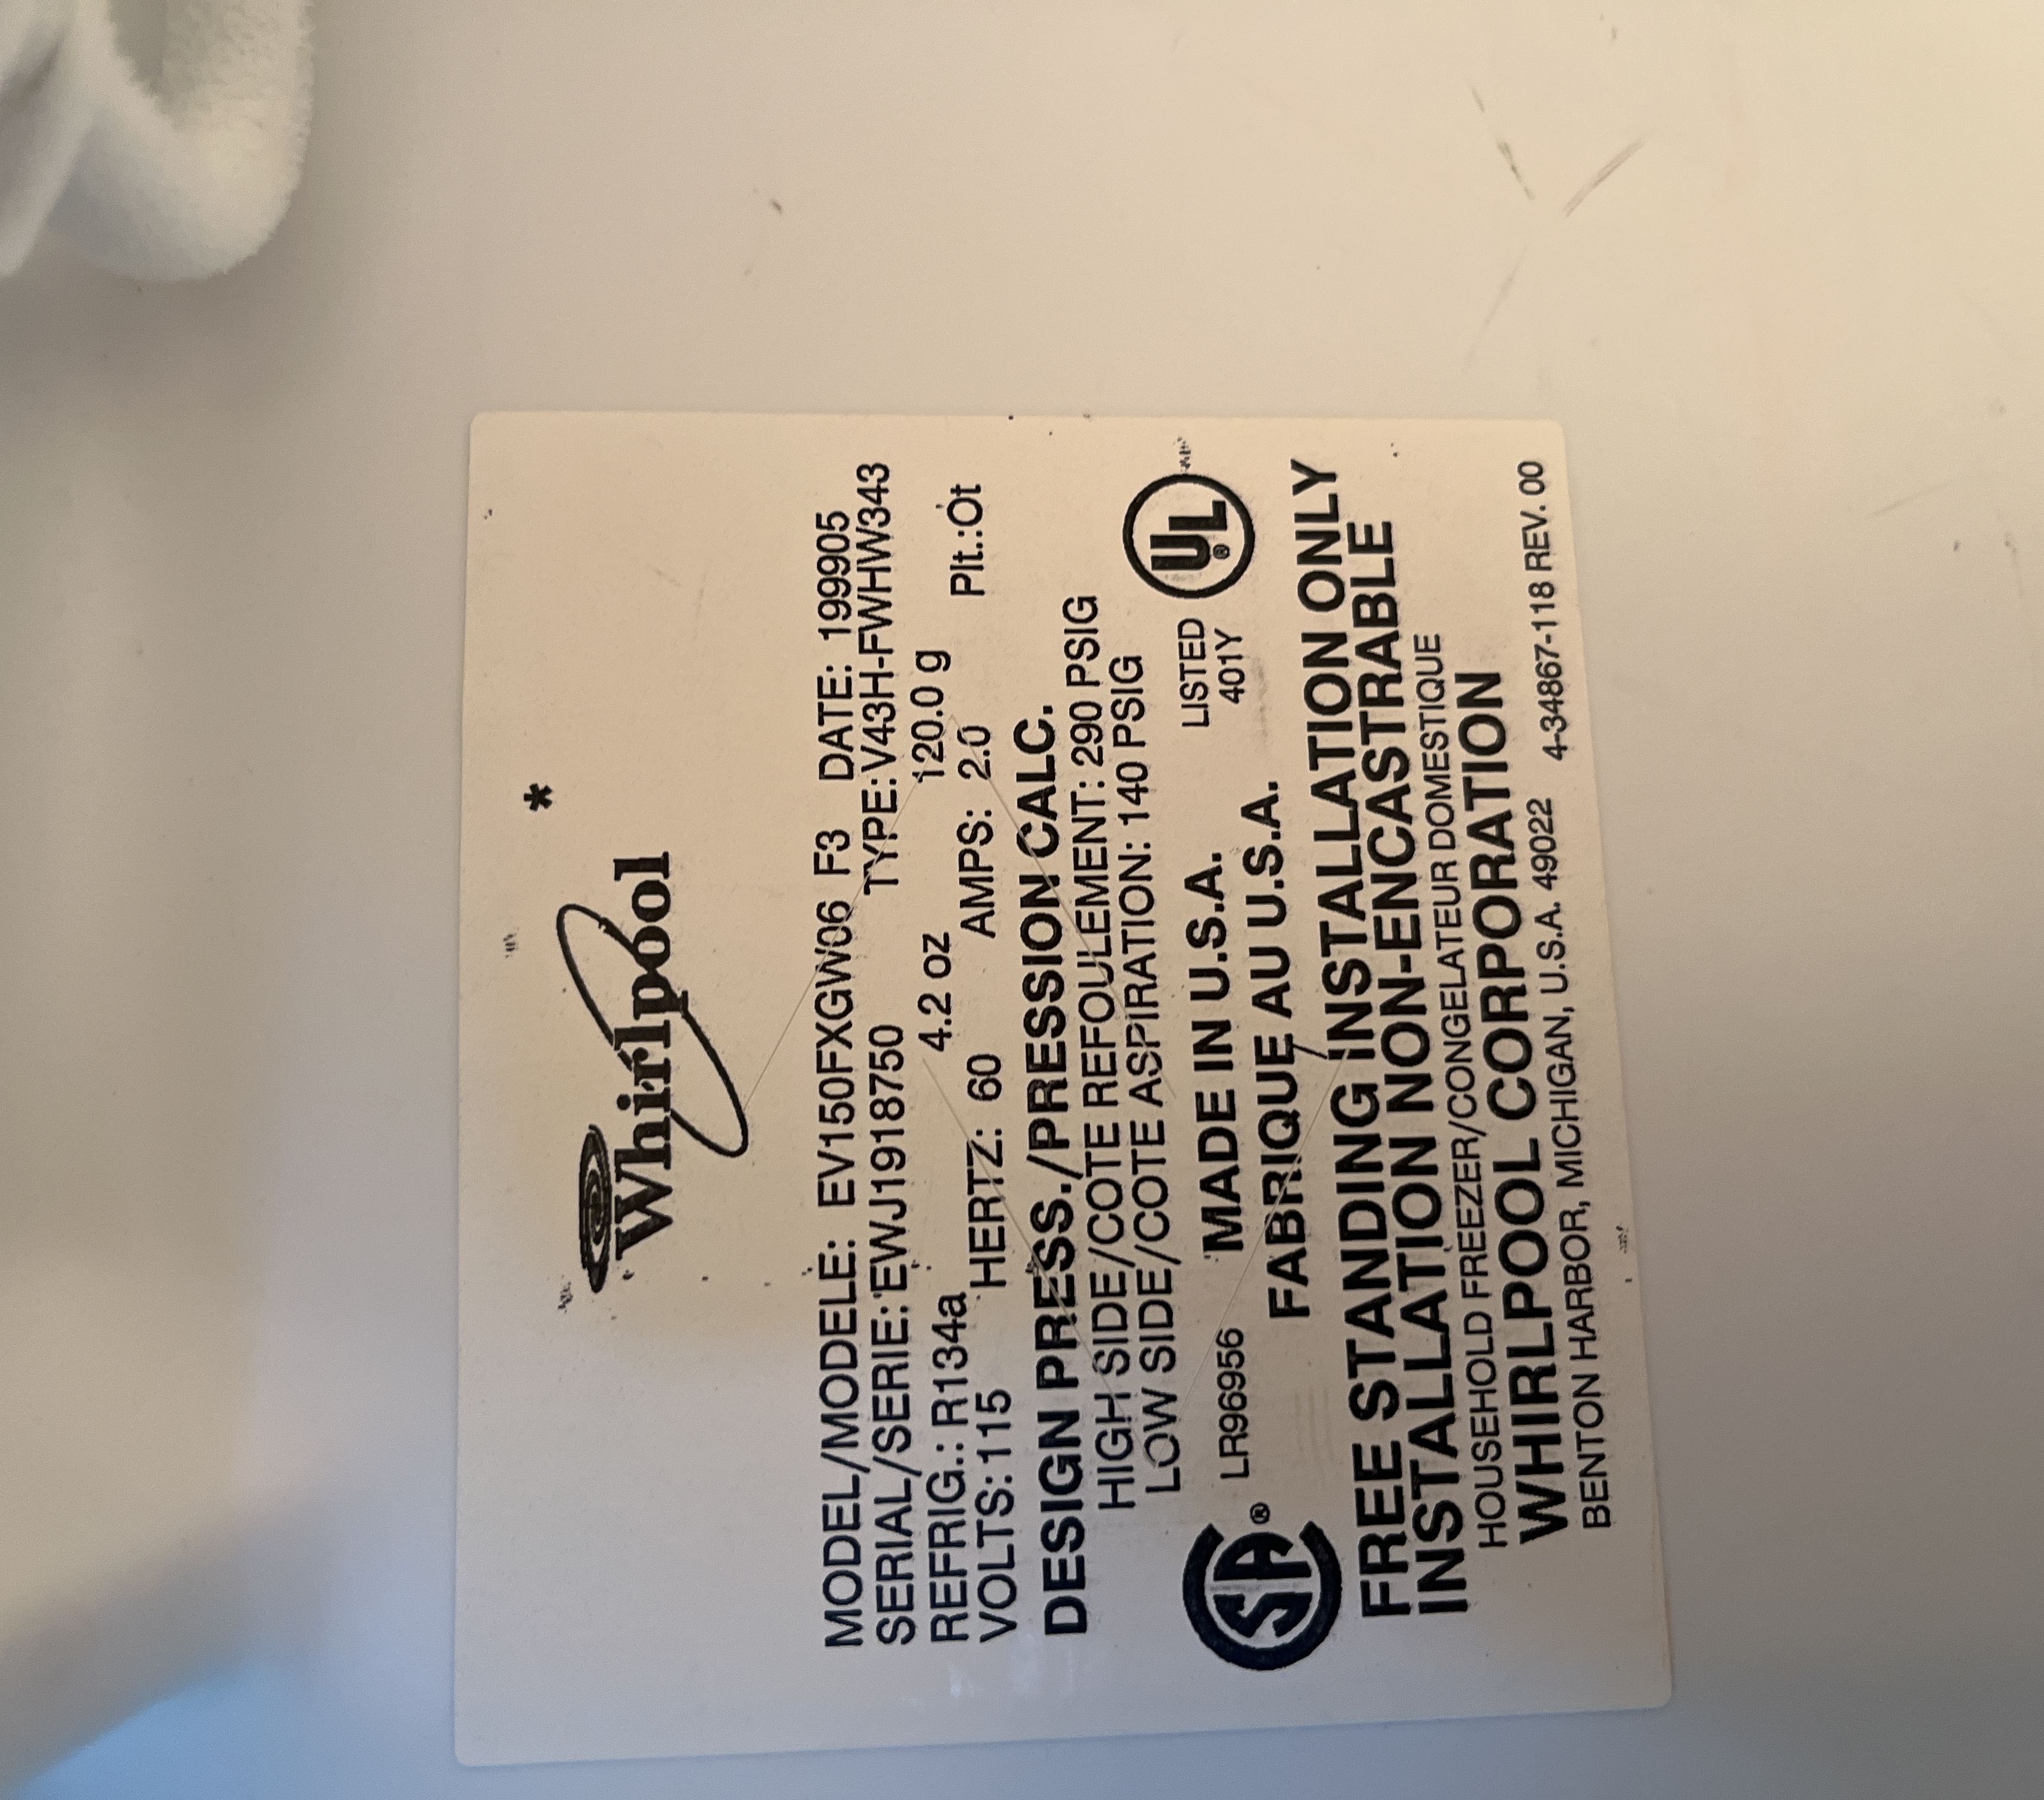 *
Whirlpool
MODEL/MODELE: EV150FXGW06 F3 DATE: 199905
SERIAL/SERIE: EWJ1918750 TYPE: V43H-FWHW343
REFRIG.: R134a 4.2 oz 120.0 g
VOLTS: 115 HERTZ: 60 AMPS: 2.0 Plt.: Ot
DESIGN PRESS./PRESSION CALC.
HIGH SIDE/COTE REFOULEMENT: 290 PSIG
LOW SIDE/COTE ASPIRATION: 140 PSIG
LR96956 MADE IN U.S.A. LISTED
FABRIQUE AU U.S.A. 401Y
SA ® UL ®
FREE STANDING INSTALLATION ONLY
INSTALLATION NON-ENCASTRABLE
HOUSEHOLD FREEZER/CONGELATEUR DOMESTIQUE
WHIRLPOOL CORPORATION
BENTON HARBOR, MICHIGAN, U.S.A. 49022 4-34867-118 REV. 00